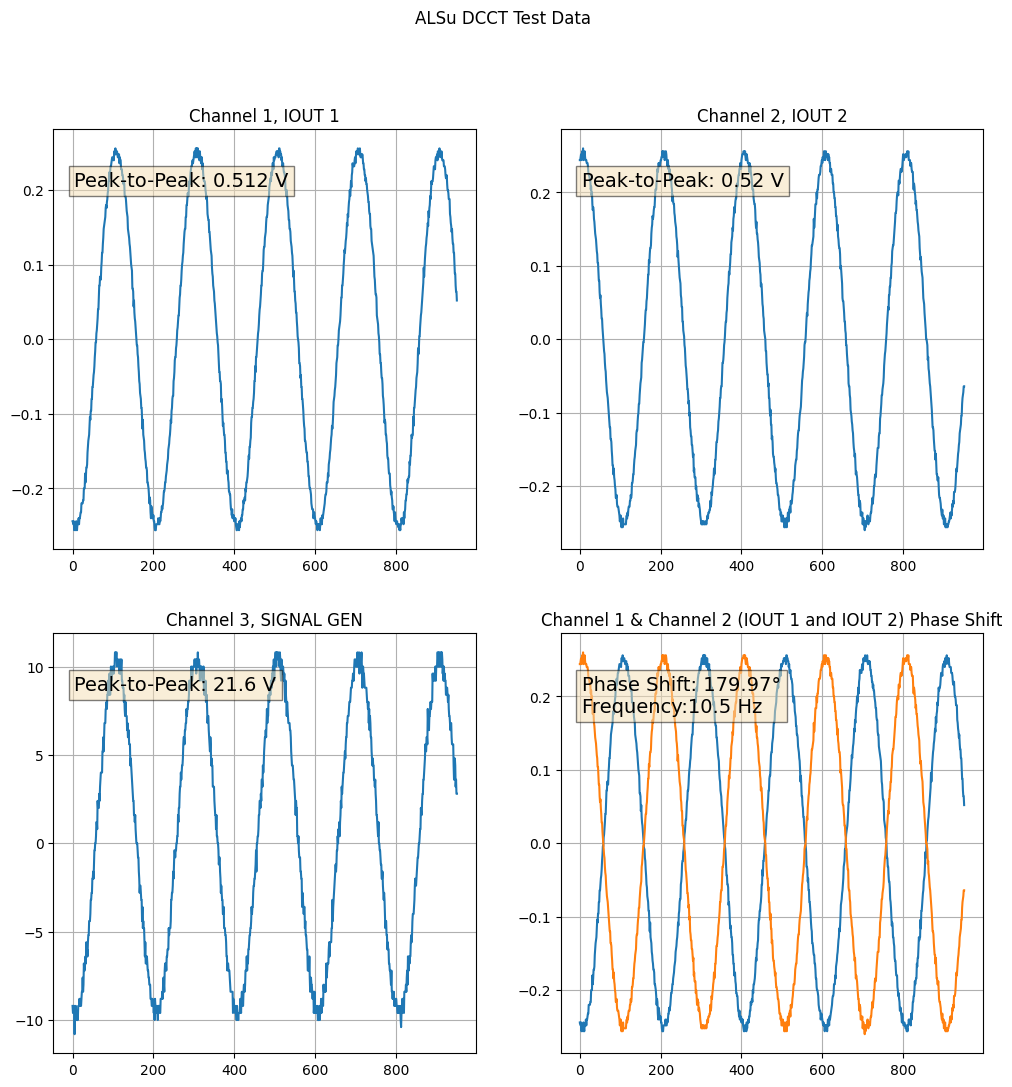 ALSu DCCT Test Data
Channel 1, IOUT 1
Peak-to-Peak: 0.512 V
0.2
0.1
0.0
−0.1
−0.2
0 200 400 600 800
Channel 2, IOUT 2
Peak-to-Peak: 0.52 V
0.2
0.1
0.0
−0.1
−0.2
0 200 400 600 800
Channel 3, SIGNAL GEN
Peak-to-Peak: 21.6 V
10
5
0
−5
−10
0 200 400 600 800
Channel 1 & Channel 2 (IOUT 1 and IOUT 2) Phase Shift
Phase Shift: 179.97°
Frequency:10.5 Hz
0.2
0.1
0.0
−0.1
−0.2
0 200 400 600 800